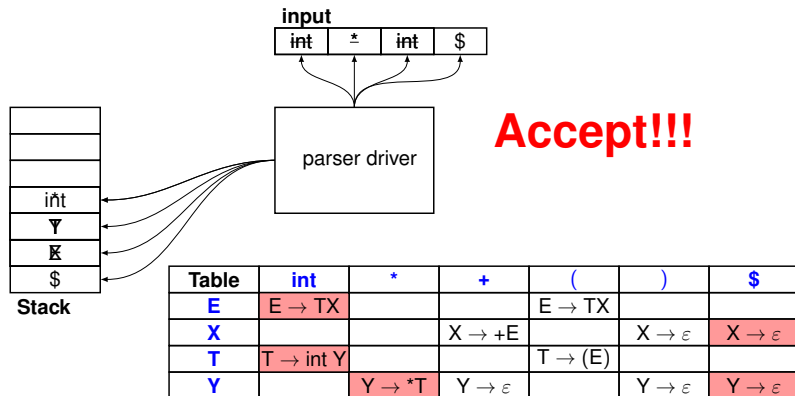 input
int * int $
Accept!!!
parser driver
int
$
Stack
Table int * + ( ) $
E E → TX E → TX
X X → +E X → ε X → ε
T T → int Y T → (E)
Y Y → *T Y → ε Y → ε Y → ε